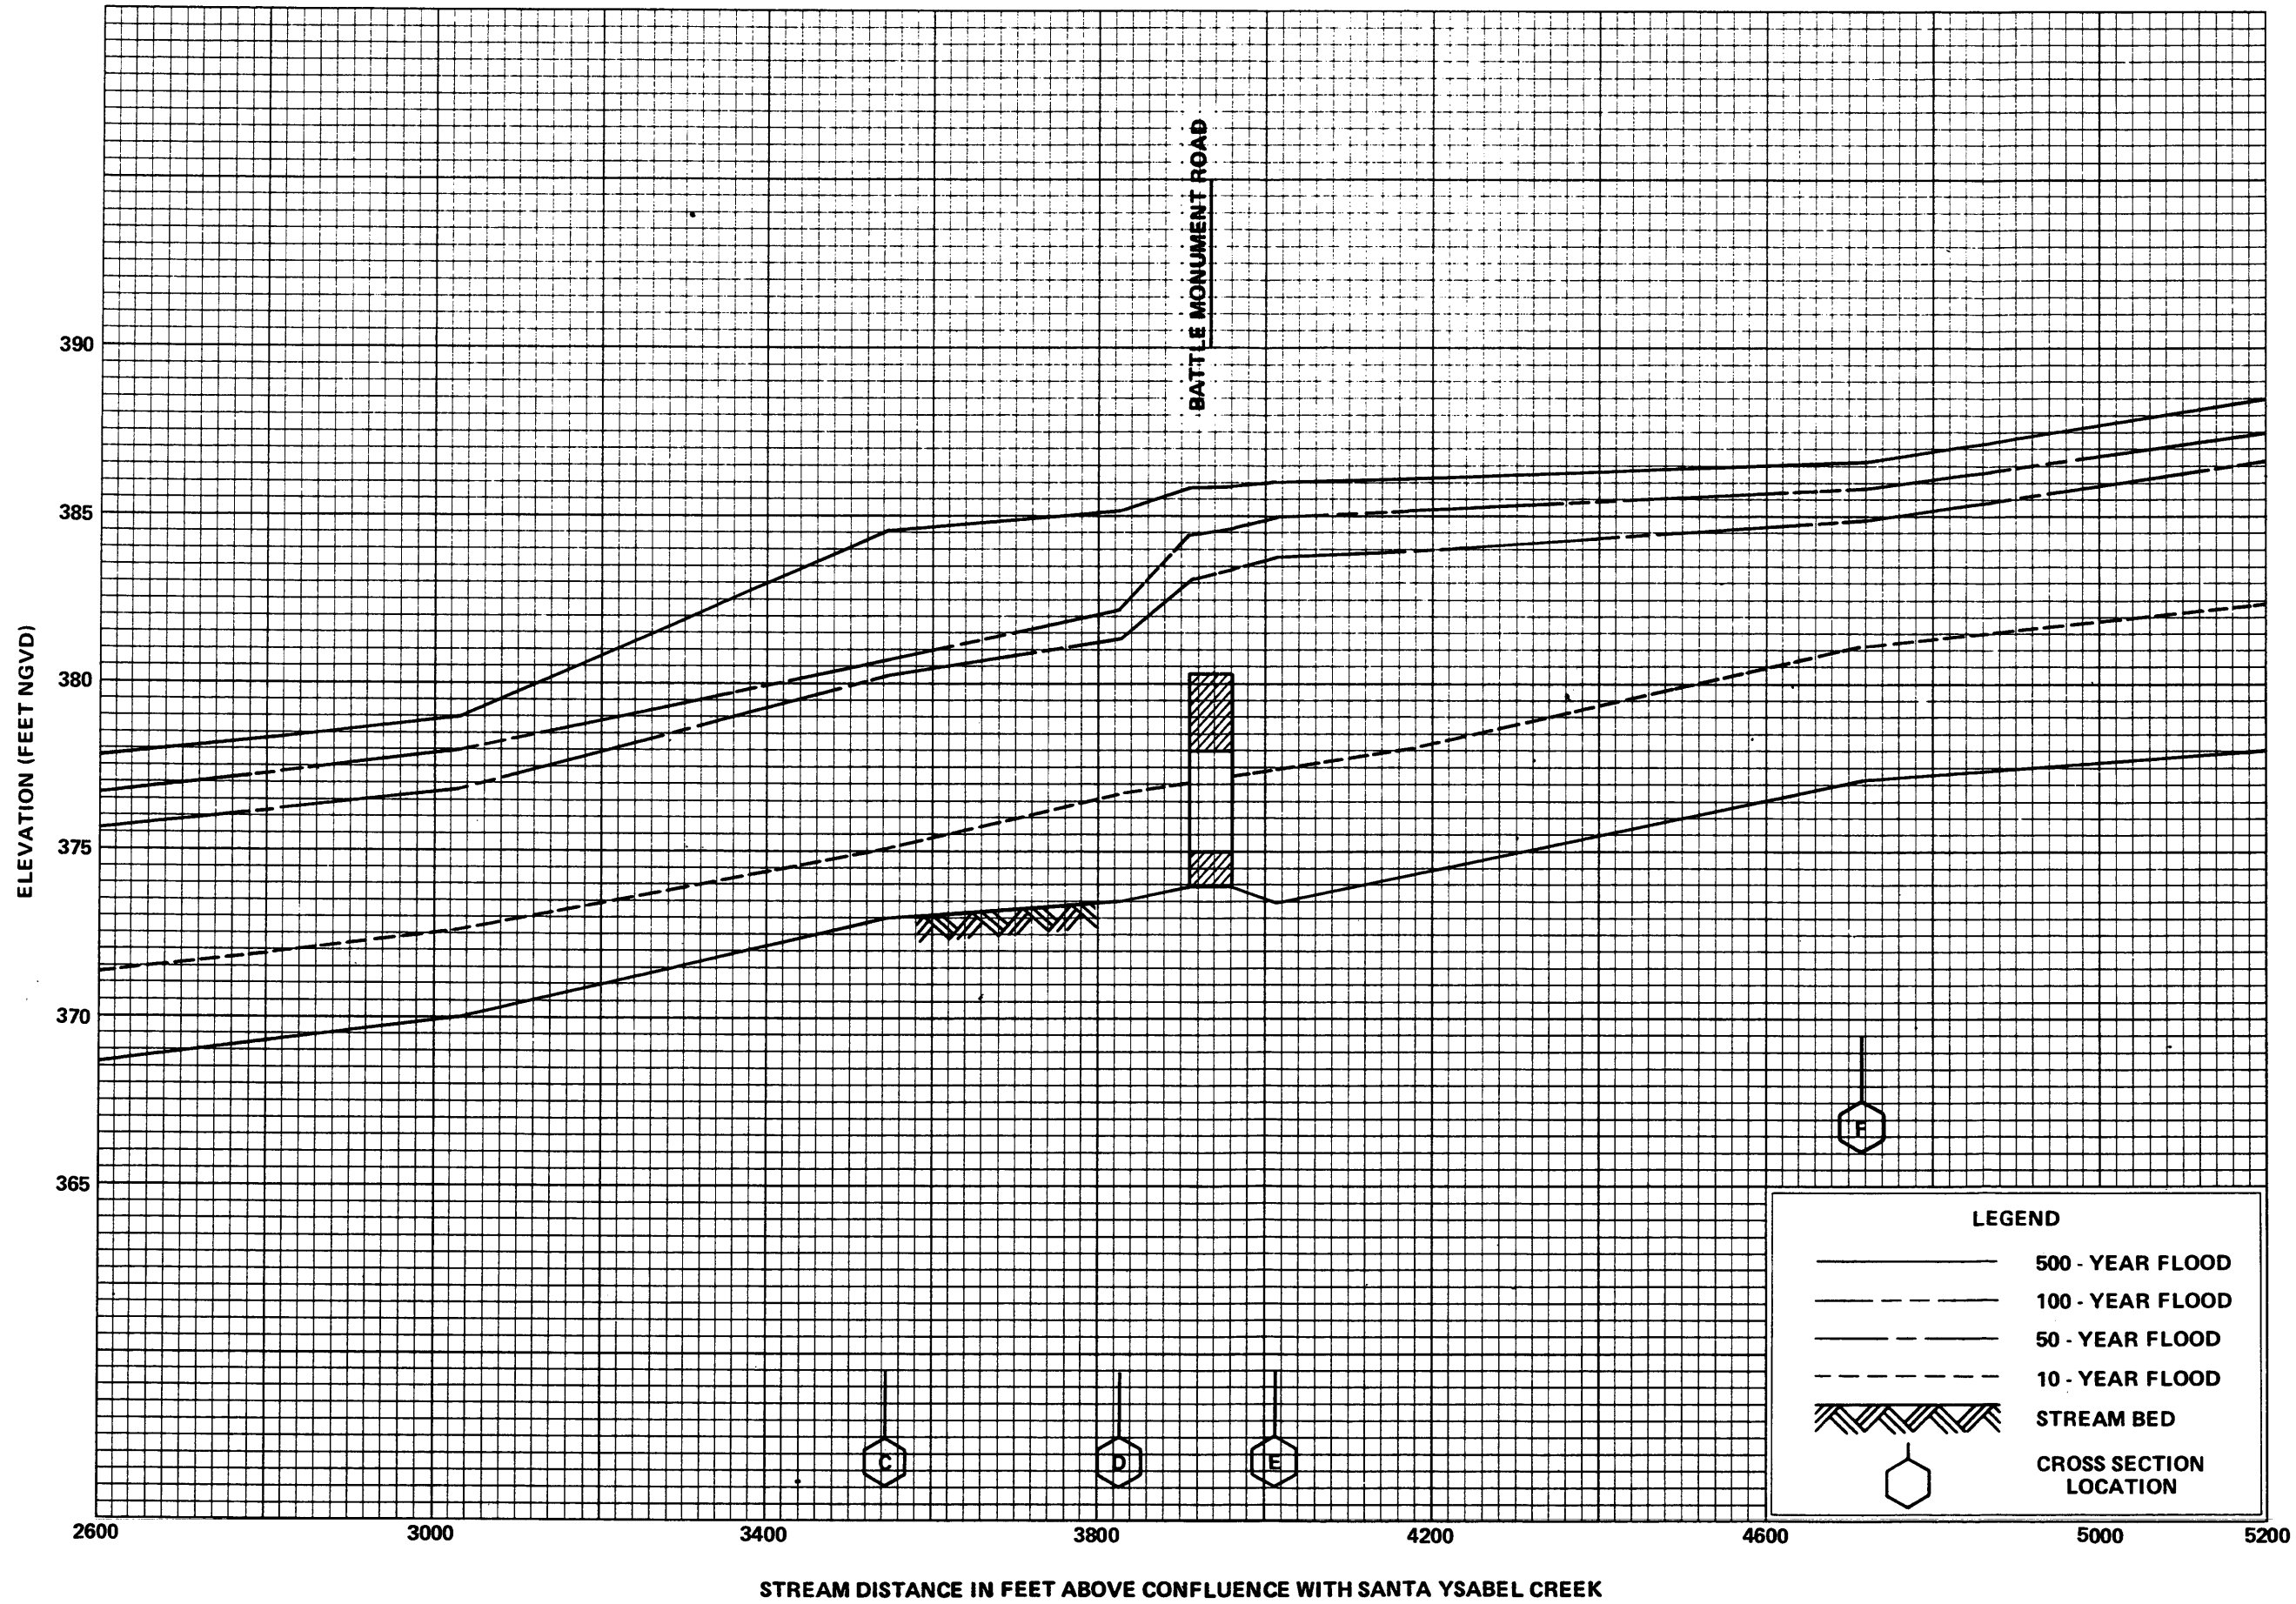 BATTLE MONUMENT ROAD
ELEVATION (FEET NGVD)
390
385
380
375
370
365
C
D
E
F
LEGEND
500 - YEAR FLOOD
100 - YEAR FLOOD
50 - YEAR FLOOD
10 - YEAR FLOOD
STREAM BED
CROSS SECTION
LOCATION
2600
3000
3400
3800
4200
4600
5000
5200
STREAM DISTANCE IN FEET ABOVE CONFLUENCE WITH SANTA YSABEL CREEK